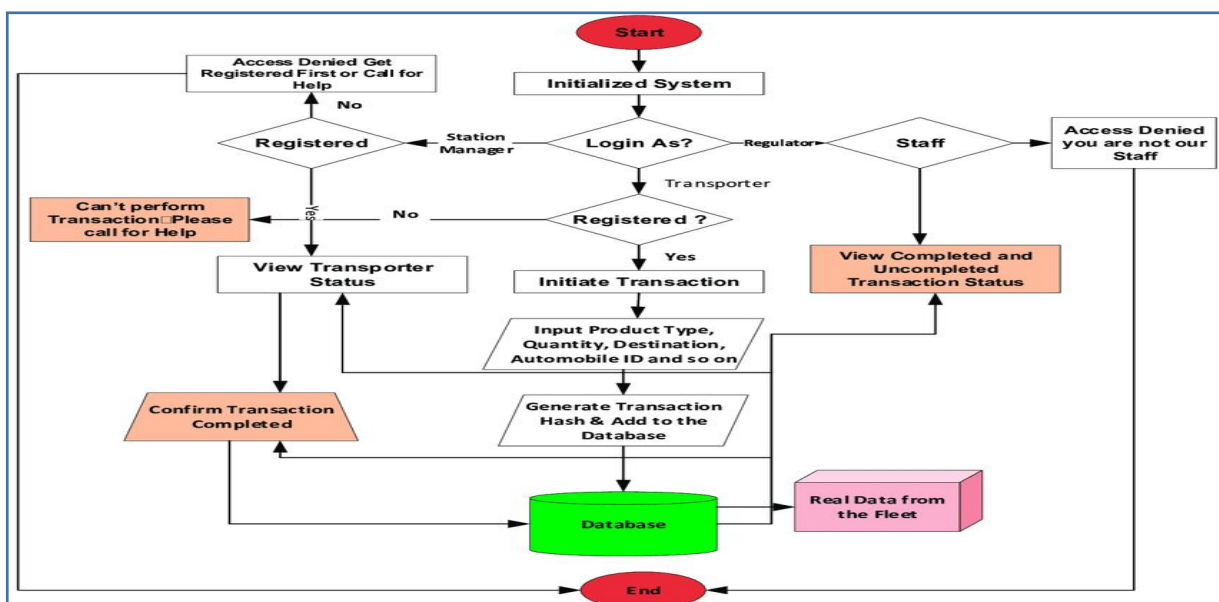 Start
Access Denied Get
Registered First or Call for
Help
Initialized System
No
Registered
Station
Manager
Login As?
Regulator
Staff
Access Denied
you are not our
Staff
Transporter
Can't perform
Transaction□Please
call for Help
Yes
No
Registered ?
Yes
View Transporter
Status
Initiate Transaction
View Completed and
Uncompleted
Transaction Status
Input Product Type,
Quantity, Destination,
Automobile ID and so on
Confirm Transaction
Completed
Generate Transaction
Hash & Add to the
Database
Database
Real Data from
the Fleet
End